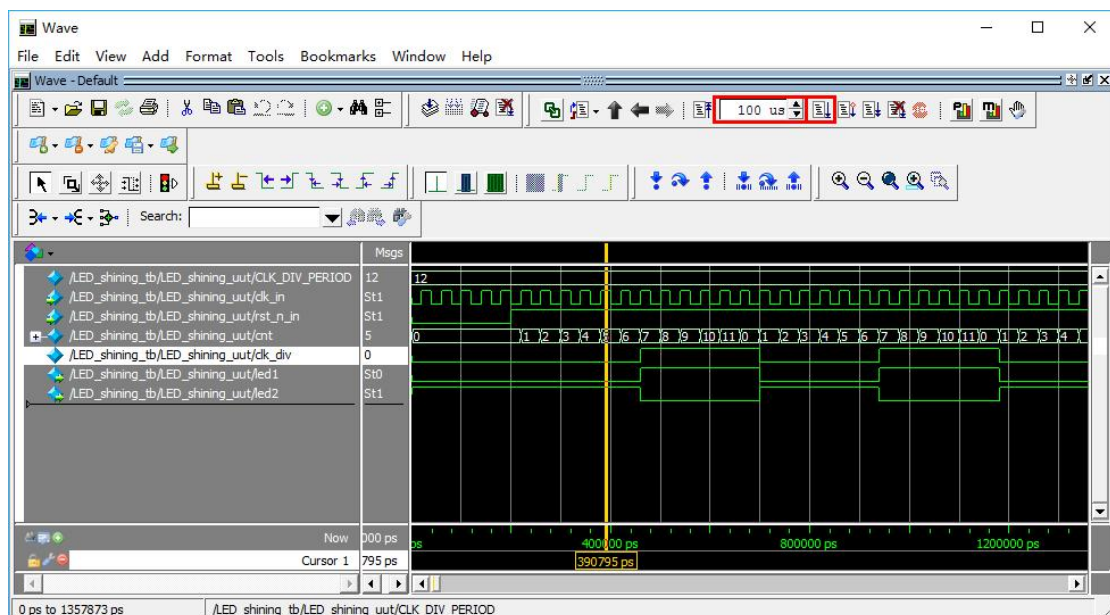 Wave
File Edit View Add Format Tools Bookmarks Window Help
Wave - Default
100 us
Search:
Msgs
/LED_shining_tb/LED_shining_uut/CLK_DIV_PERIOD 12 12
/LED_shining_tb/LED_shining_uut/clk_in St1
/LED_shining_tb/LED_shining_uut/rst_n_in St1
/LED_shining_tb/LED_shining_uut/cnt 5 0 1 2 3 4 5 6 7 8 9 10 11 0 1 2 3 4 5 6 7 8 9 10 11 0 1 2 3 4
/LED_shining_tb/LED_shining_uut/clk_div 0
/LED_shining_tb/LED_shining_uut/led1 St0
/LED_shining_tb/LED_shining_uut/led2 St1
Now 000 ps ps 400000 ps 800000 ps 1200000 ps
Cursor 1 795 ps 390795 ps
0 ps to 1357873 ps /LED_shining_tb/LED_shining_uut/CLK_DIV_PERIOD